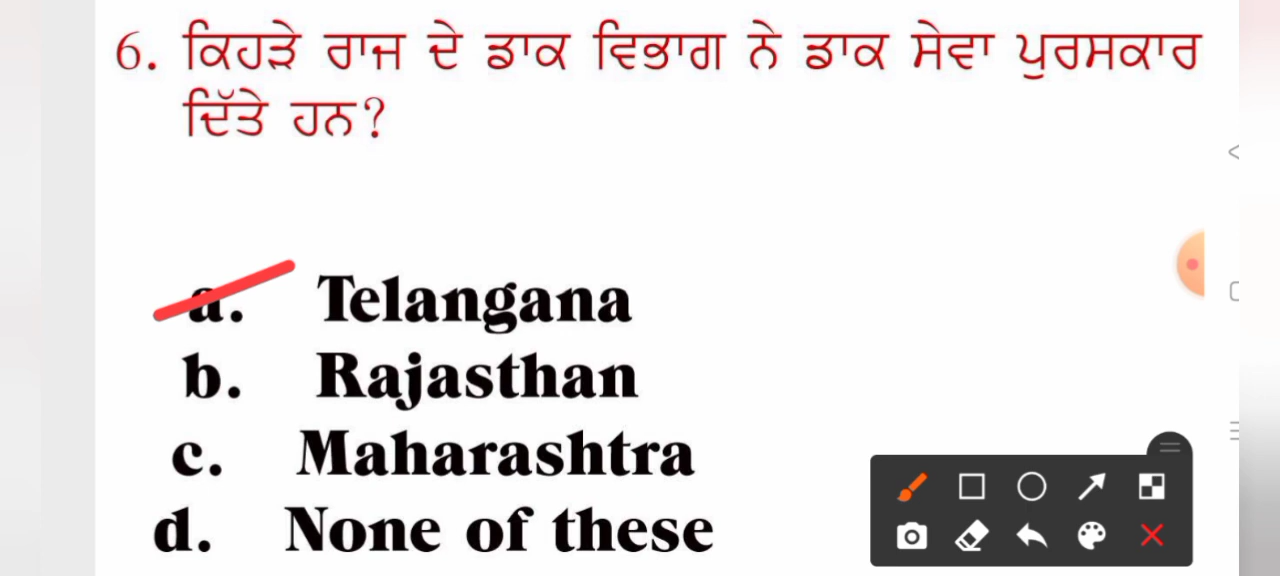 6. ਕਿਹੜੇ ਰਾਜ ਦੇ ਡਾਕ ਵਿਭਾਗ ਨੇ ਡਾਕ ਸੇਵਾ ਪੁਰਸਕਾਰ
ਦਿੱਤੇ ਹਨ?
a. Telangana
b. Rajasthan
c. Maharashtra
d. None of these